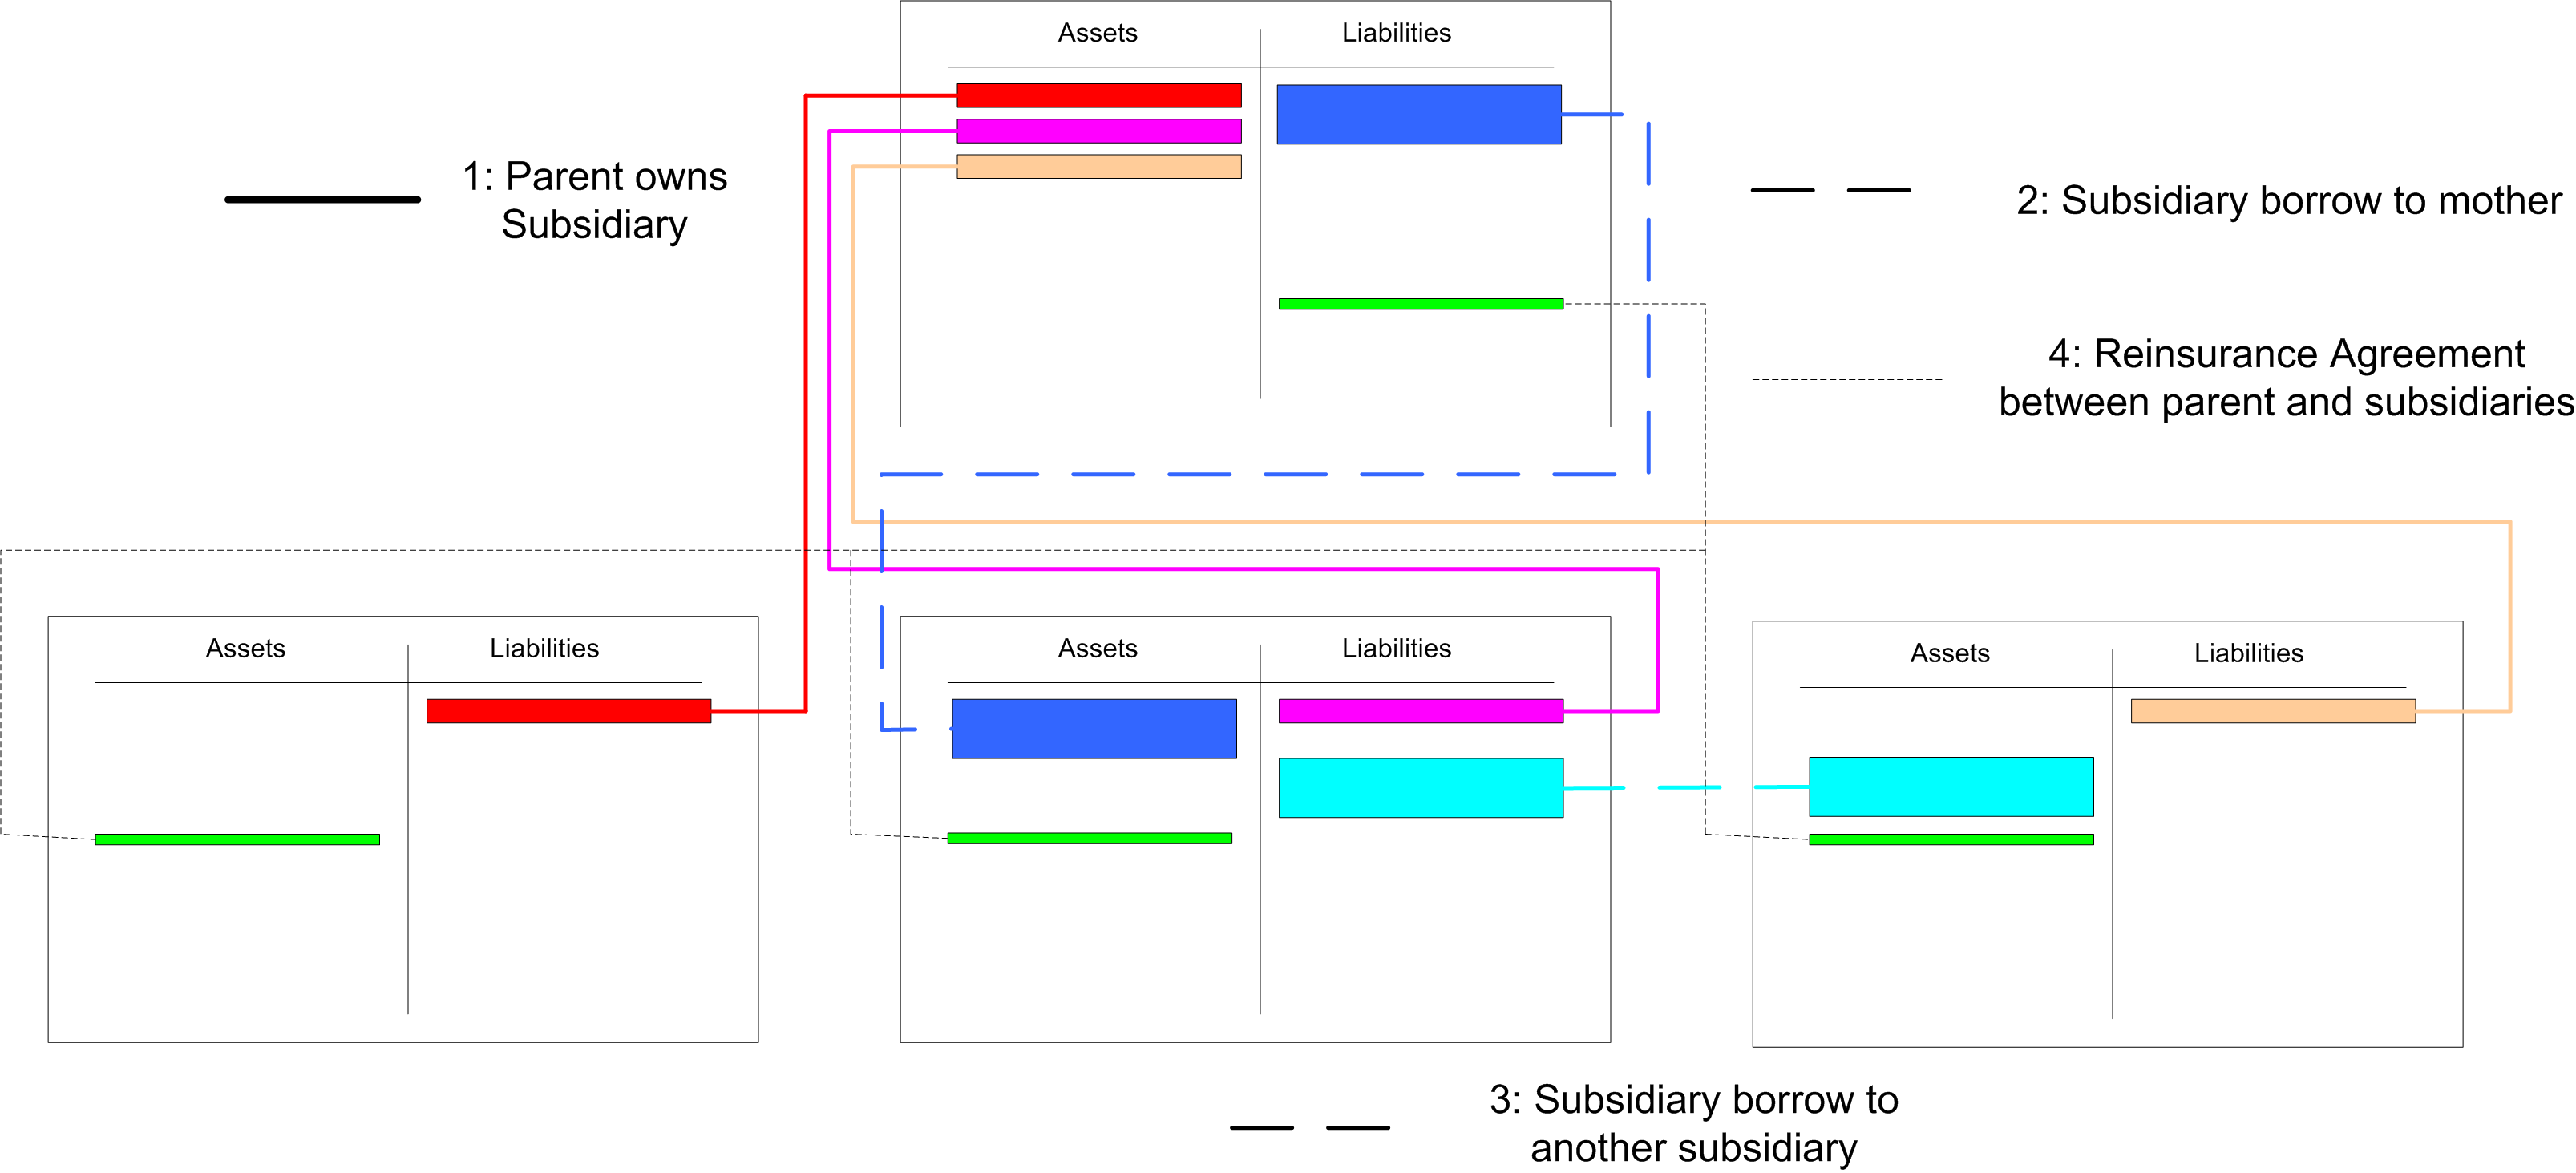 Assets Liabilities
1: Parent owns
Subsidiary
2: Subsidiary borrow to mother
4: Reinsurance Agreement
between parent and subsidiaries
Assets Liabilities
Assets Liabilities
Assets Liabilities
3: Subsidiary borrow to
another subsidiary